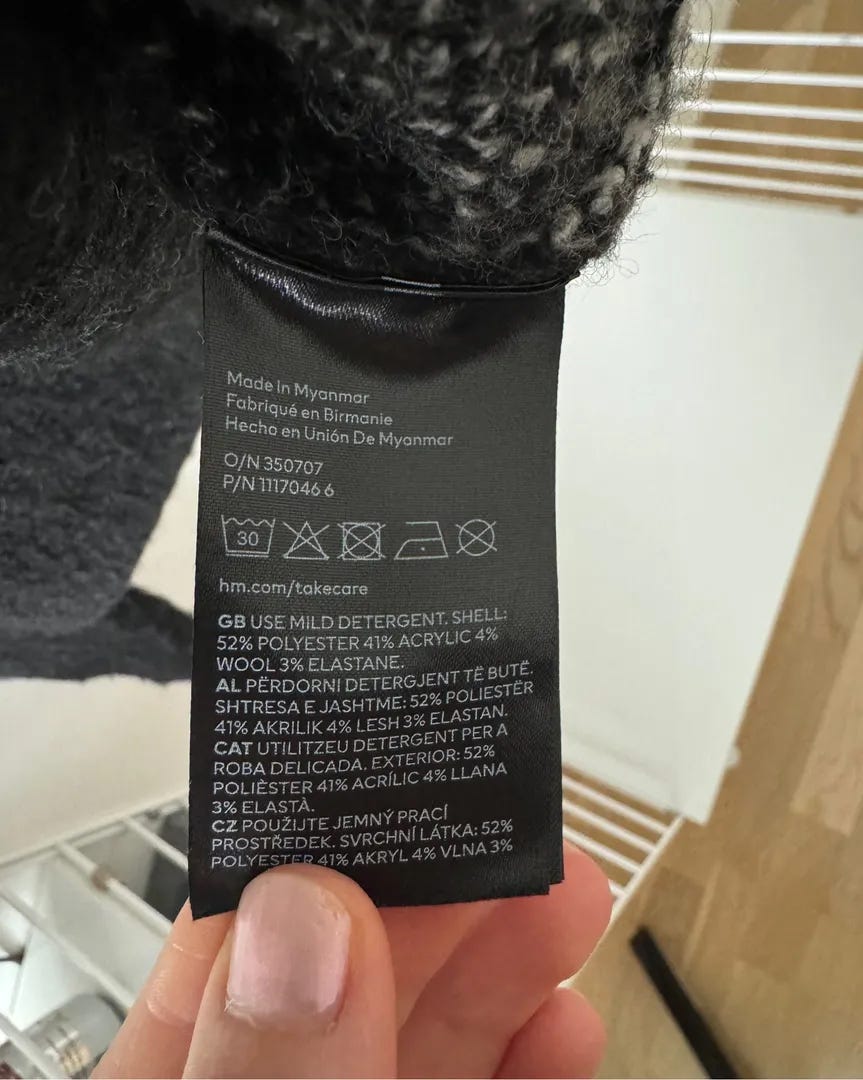 Made In Myanmar
Fabriqué en Birmanie
Hecho en Unión De Myanmar
O/N 350707
P/N 1117046 6
30
hm.com/takecare
GB USE MILD DETERGENT. SHELL:
52% POLYESTER 41% ACRYLIC 4%
WOOL 3% ELASTANE.
AL PËRDORNI DETERGJENT TË BUTË.
SHTRESA E JASHTME: 52% POLIESTËR
41% AKRILIK 4% LESH 3% ELASTAN.
CAT UTILITZEU DETERGENT PER A
ROBA DELICADA. EXTERIOR: 52%
POLIÈSTER 41% ACRÍLIC 4% LLANA
3% ELASTÀ.
CZ POUŽIJTE JEMNÝ PRACÍ
PROSTŘEDEK. SVRCHNÍ LÁTKA: 52%
POLYESTER 41% AKRYL 4% VLNA 3%